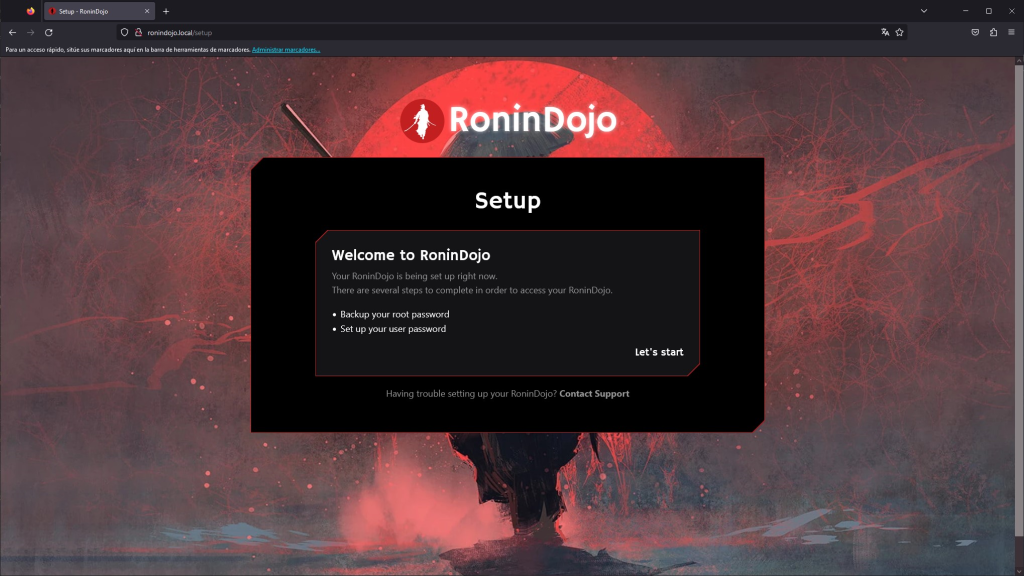 Setup - RoninDojo
ronindojo.local/setup
Para un acceso rápido, sitúe sus marcadores aquí en la barra de herramientas de marcadores. Administrar marcadores...
RoninDojo
Setup
Welcome to RoninDojo
Your RoninDojo is being set up right now.
There are several steps to complete in order to access your RoninDojo.
• Backup your root password
• Set up your user password
Let's start
Having trouble setting up your RoninDojo? Contact Support